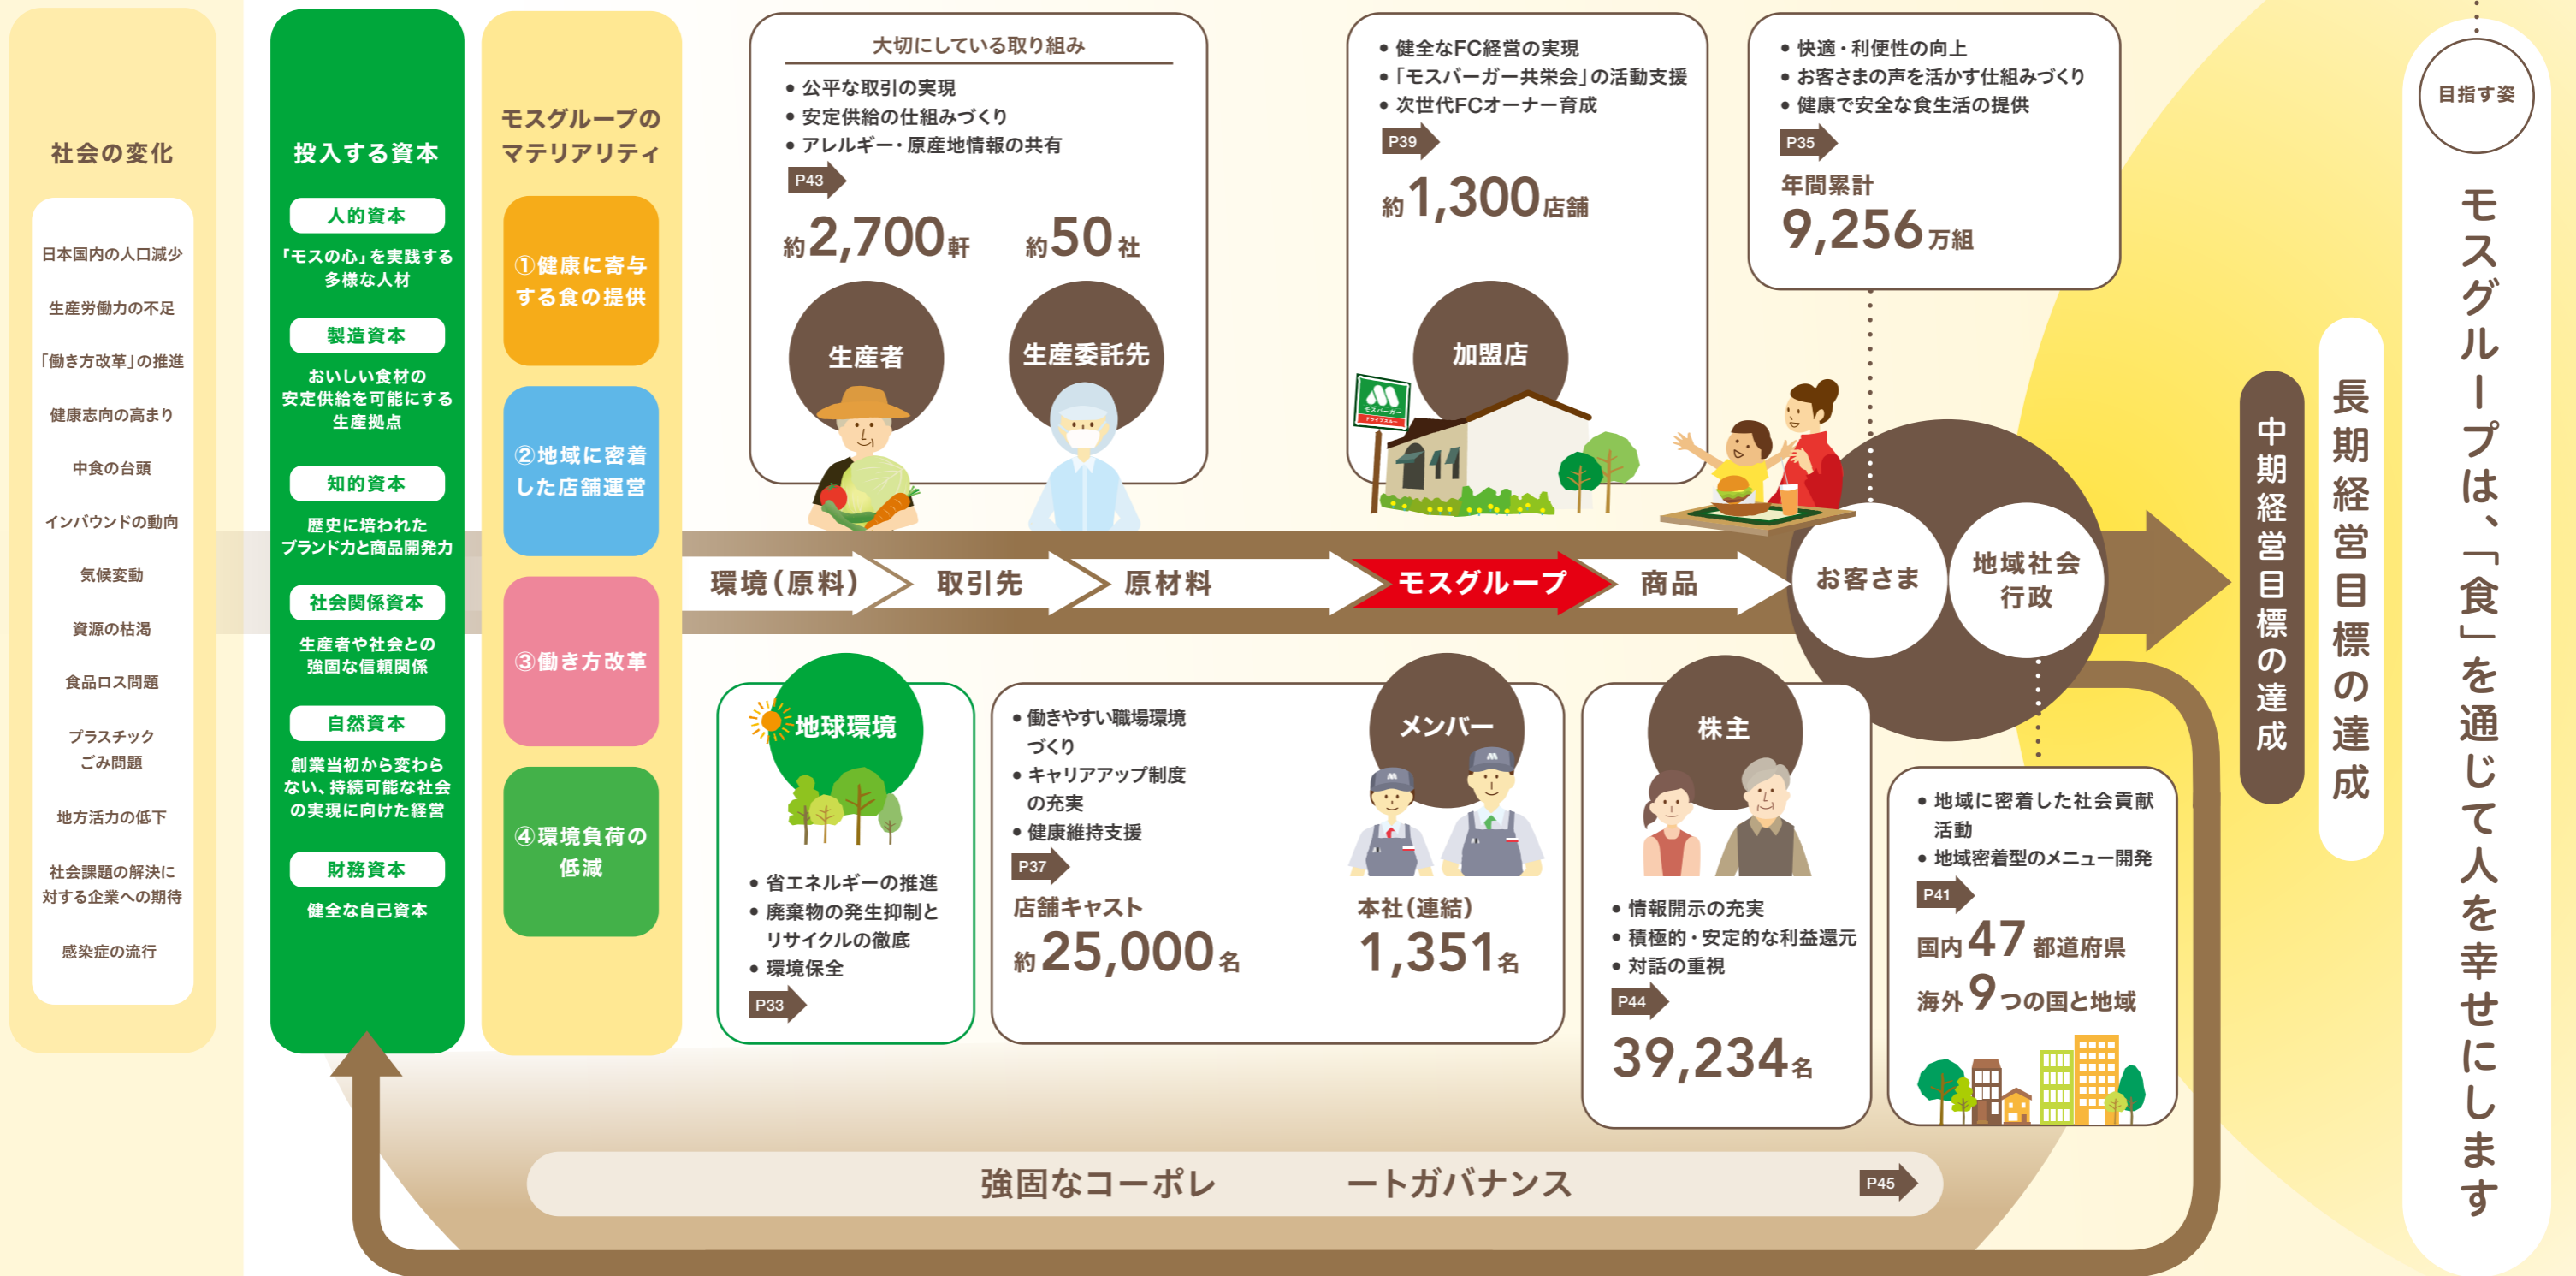 社会の変化
日本国内の人口減少
生産労働力の不足
「働き方改革」の推進
健康志向の高まり
中食の台頭
インバウンドの動向
気候変動
資源の枯渇
食品ロス問題
プラスチック
ごみ問題
地方活力の低下
社会課題の解決に
対する企業への期待
感染症の流行
投入する資本
人的資本
「モスの心」を実践する
多様な人材
製造資本
おいしい食材の
安定供給を可能にする
生産拠点
知的資本
歴史に培われた
ブランド力と商品開発力
社会関係資本
生産者や社会との
強固な信頼関係
自然資本
創業当初から変わら
ない、持続可能な社会
の実現に向けた経営
財務資本
健全な自己資本
モスグループの
マテリアリティ
①健康に寄与
する食の提供
②地域に密着
した店舗運営
③働き方改革
④環境負荷の
低減
大切にしている取り組み
• 公平な取引の実現
• 安定供給の仕組みづくり
• アレルギー・原産地情報の共有
P43
約2,700軒
約50社
生産者
生産委託先
• 健全なFC経営の実現
• 「モスバーガー共栄会」の活動支援
• 次世代FCオーナー育成
P39
約1,300店舗
加盟店
モスバーガー
ドライブスルー
• 快適・利便性の向上
• お客さまの声を活かす仕組みづくり
• 健康で安全な食生活の提供
P35
年間累計
9,256万組
環境(原料)
取引先
原材料
モスグループ
商品
お客さま
地域社会
行政
地球環境
• 省エネルギーの推進
• 廃棄物の発生抑制と
リサイクルの徹底
• 環境保全
P33
• 働きやすい職場環境
づくり
• キャリアアップ制度
の充実
• 健康維持支援
P37
店舗キャスト
約25,000名
メンバー
本社(連結)
1,351名
株主
• 情報開示の充実
• 積極的・安定的な利益還元
• 対話の重視
P44
39,234名
• 地域に密着した社会貢献
活動
• 地域密着型のメニュー開発
P41
国内47都道府県
海外9つの国と地域
強固なコーポレ ートガバナンス
P45
中期経営目標の達成
長期経営目標の達成
目指す姿
モスグループは、「食」を通じて人を幸せにします